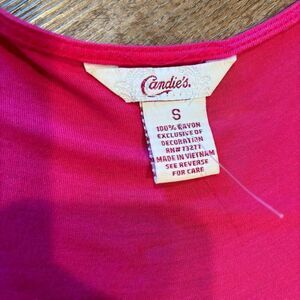 Candie's.
S
100% RAYON
EXCLUSIVE OF
DECORATION
RN# 73277
MADE IN VIETNAM
SEE REVERSE
FOR CARE